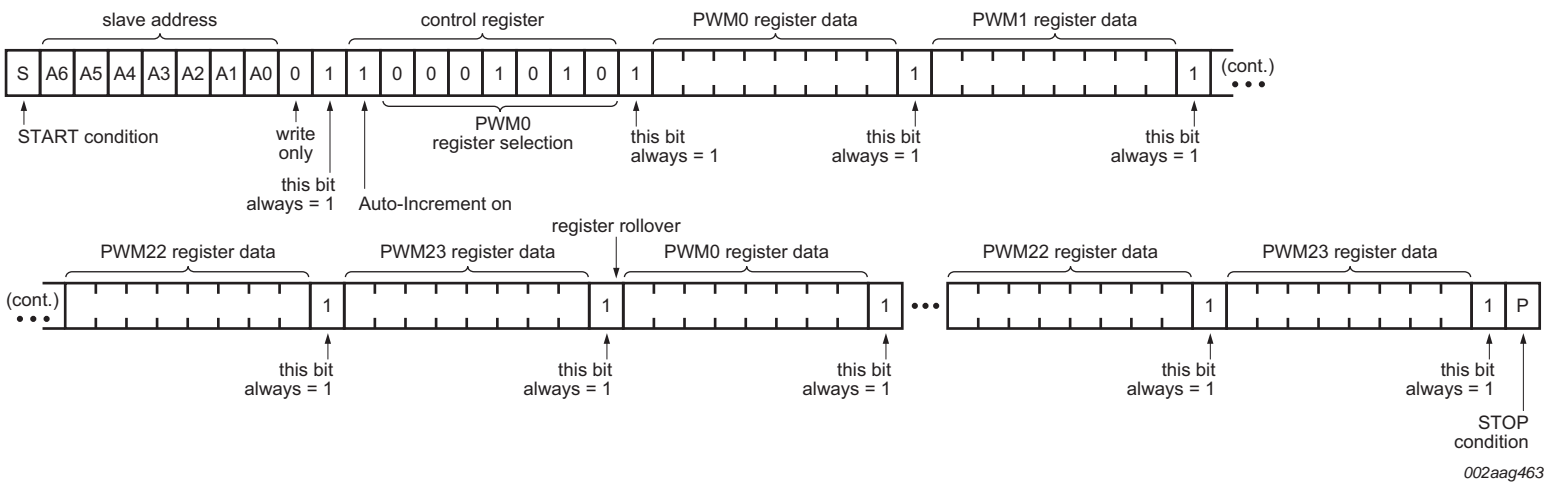 slave address control register PWM0 register data PWM1 register data
S A6 A5 A4 A3 A2 A1 A0 0 1 1 0 0 0 1 0 1 0 1 1 1 (cont.)
START condition
write
only
this bit
always = 1
Auto-Increment on
PWM0
register selection
this bit
always = 1
this bit
always = 1
this bit
always = 1
register rollover
PWM22 register data PWM23 register data PWM0 register data PWM22 register data PWM23 register data
(cont.) 1 1 1 1 1 P
this bit
always = 1
this bit
always = 1
this bit
always = 1
this bit
always = 1
this bit
always = 1
STOP
condition
002aag463